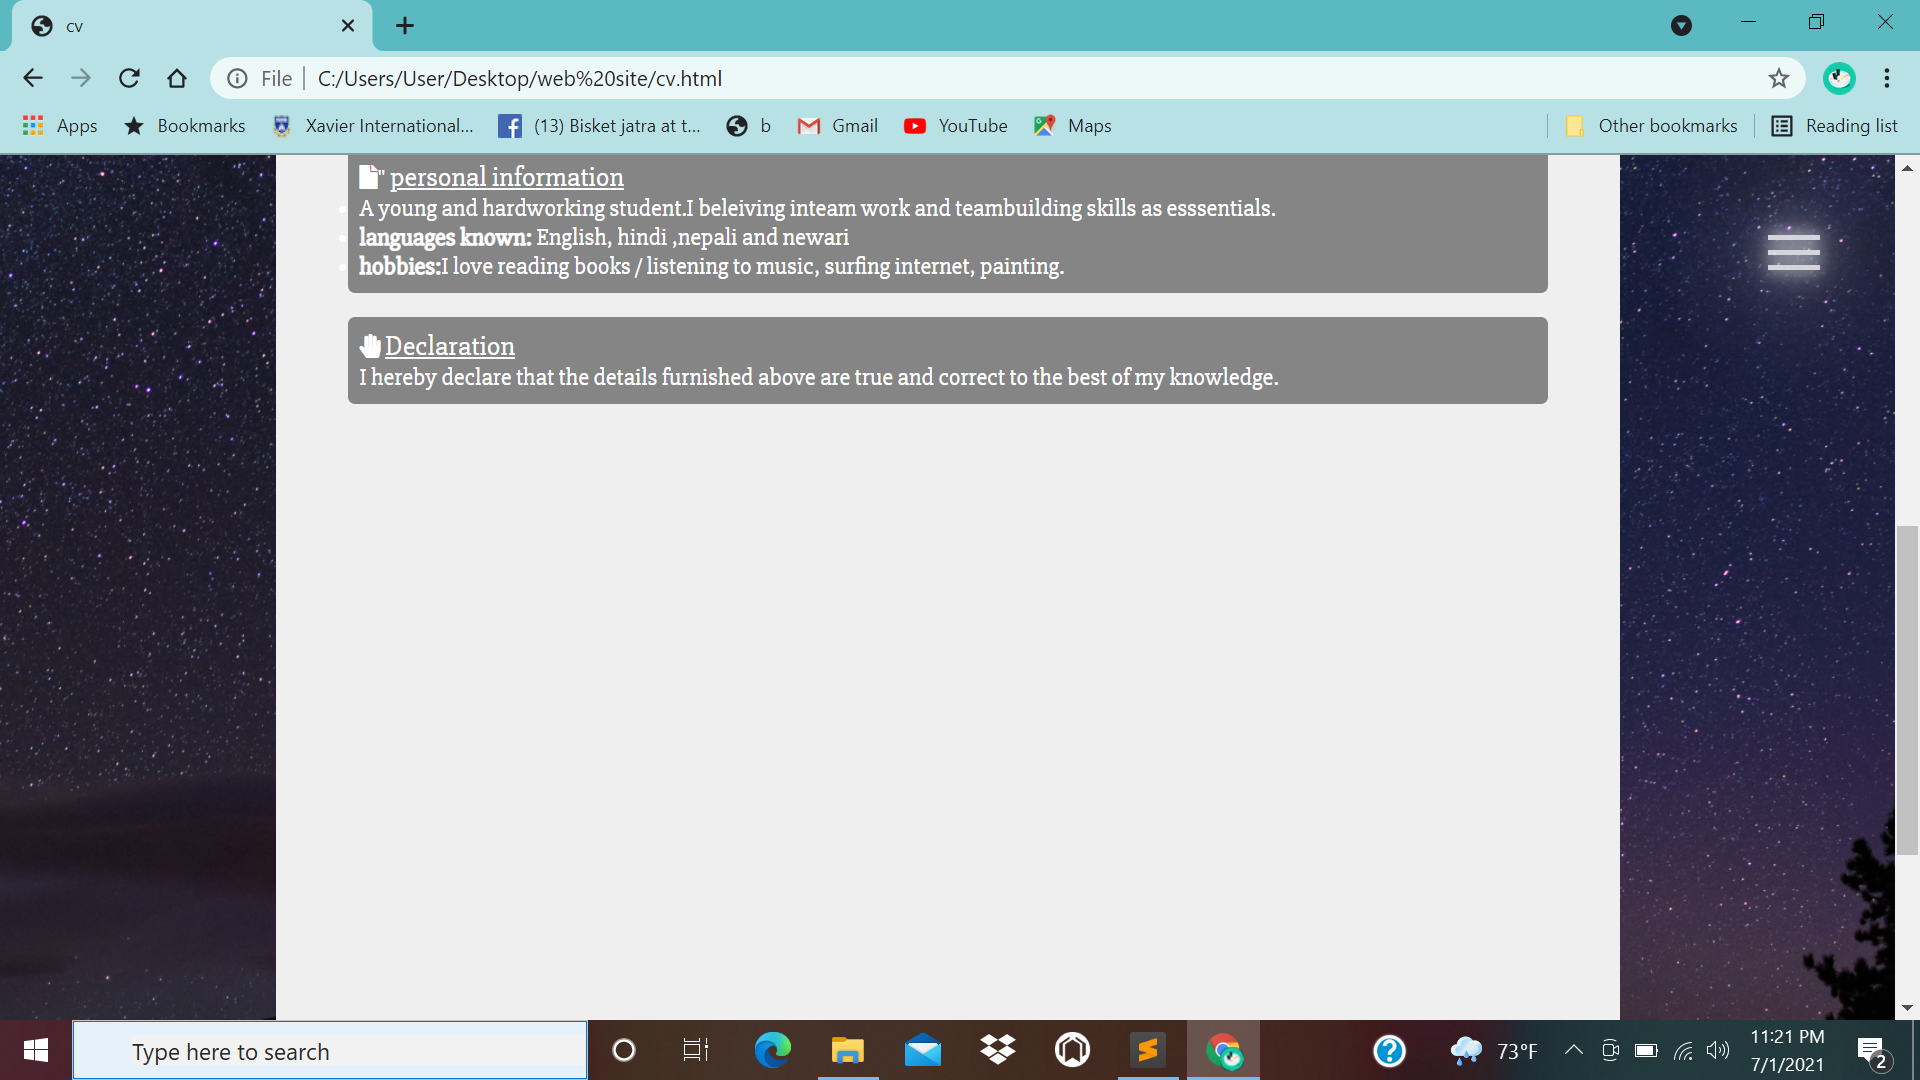 cv
File
C:/Users/User/Desktop/web%20site/cv.html
Apps
Bookmarks
Xavier International...
(13) Bisket jatra at t...
b
Gmail
YouTube
Maps
Other bookmarks
Reading list
" personal information
A young and hardworking student.I beleiving inteam work and teambuilding skills as esssentials.
languages known: English, hindi ,nepali and newari
hobbies:I love reading books / listening to music, surfing internet, painting.
Declaration
I hereby declare that the details furnished above are true and correct to the best of my knowledge.
Type here to search
73°F
11:21 PM
7/1/2021
2